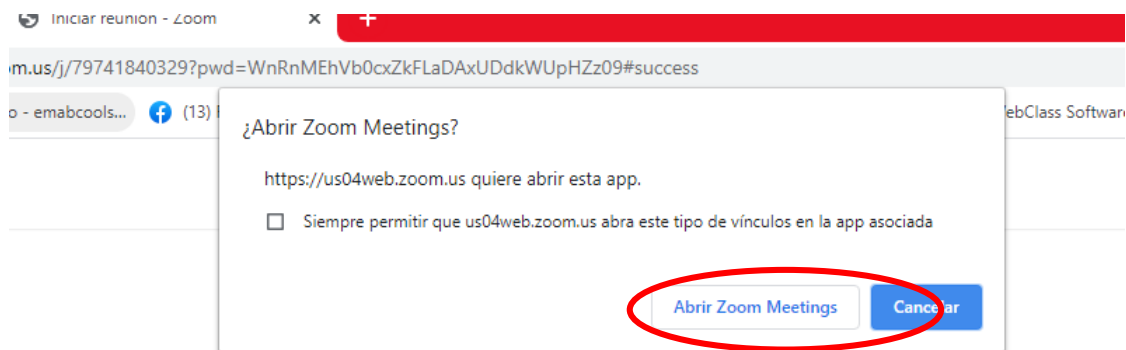 Iniciar reunión - Zoom
om.us/j/79741840329?pwd=WnRnMEhVb0cxZkFLaDAxUDdkWUpHZz09#success
o - emabcools... (13)
ebClass Software
¿Abrir Zoom Meetings?
https://us04web.zoom.us quiere abrir esta app.
Siempre permitir que us04web.zoom.us abra este tipo de vínculos en la app asociada
Abrir Zoom Meetings Cancelar